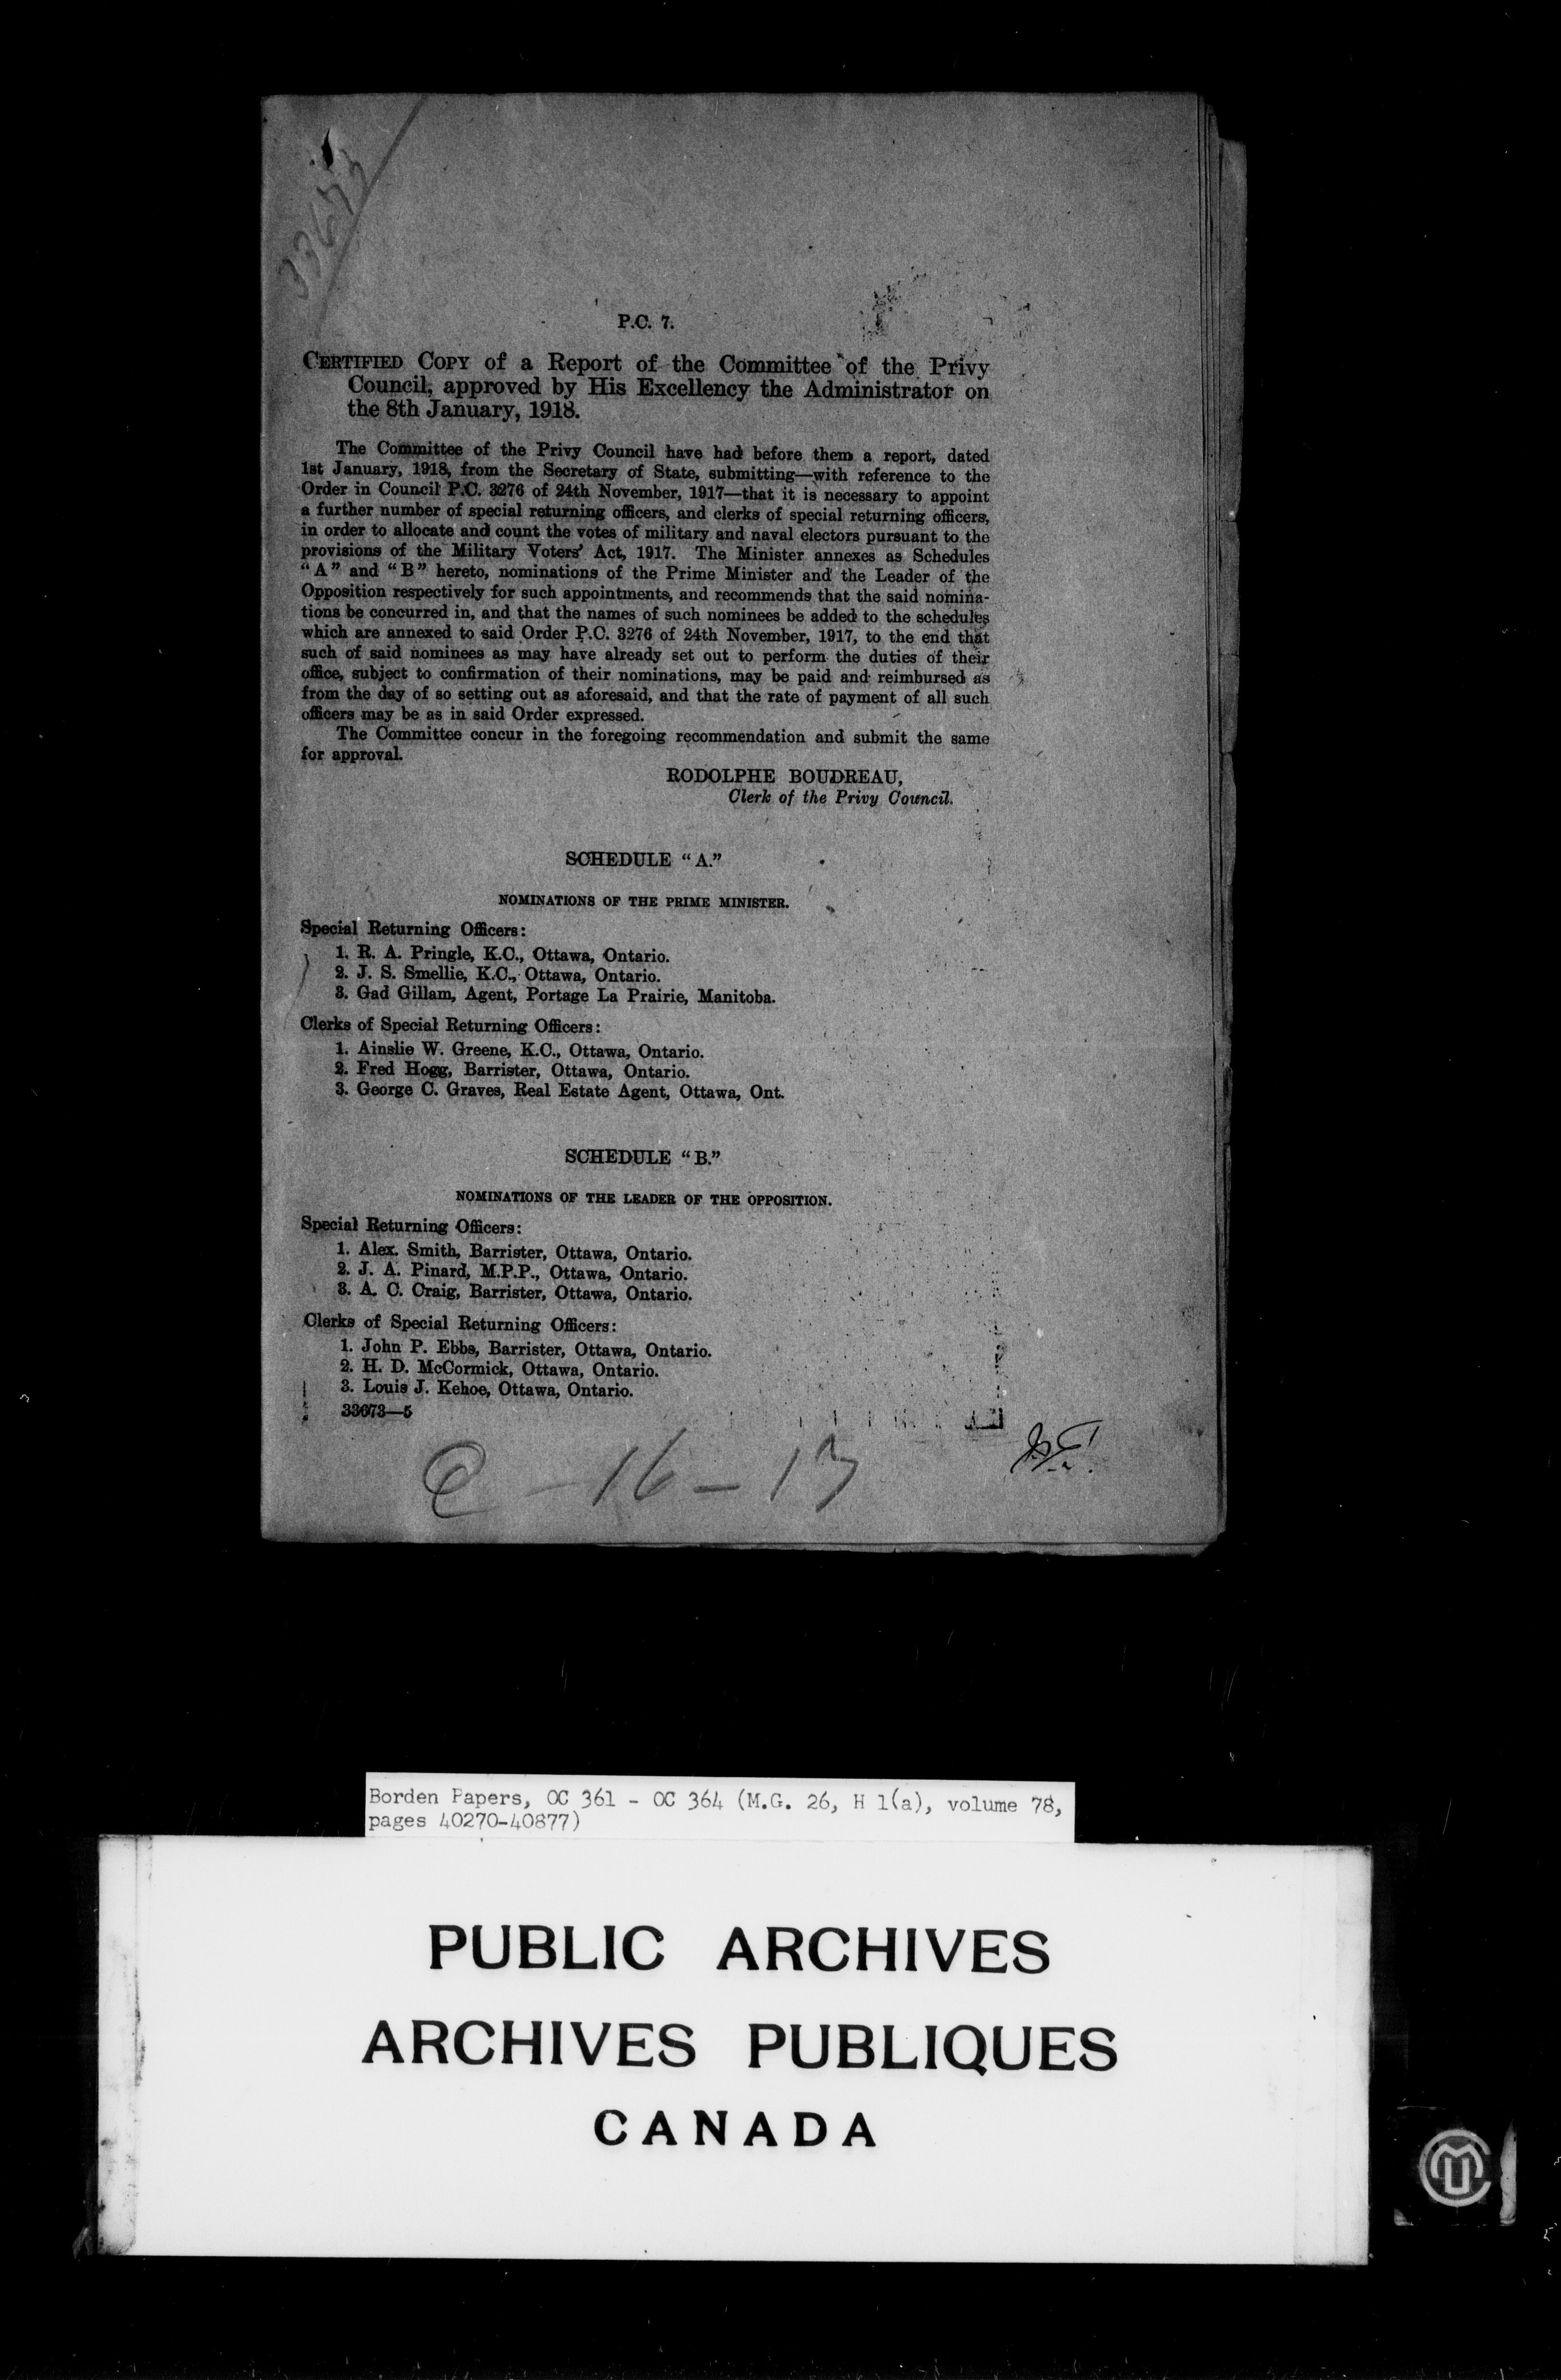 33673
P.C. 7.
CERTIFIED COPY of a Report of the Committee of the Privy
Council, approved by His Excellency the Administrator on
the 8th January, 1918.
The Committee of the Privy Council have had before them a report, dated
1st January, 1918, from the Secretary of State, submitting—with reference to the
Order in Council P.C. 3276 of 24th November, 1917—that it is necessary to appoint
a further number of special returning officers, and clerks of special returning officers,
in order to allocate and count the votes of military and naval electors pursuant to the
provisions of the Military Voters' Act, 1917. The Minister annexes as Schedules
"A" and "B" hereto, nominations of the Prime Minister and the Leader of the
Opposition respectively for such appointments, and recommends that the said nomina-
tions be concurred in, and that the names of such nominees be added to the schedules
which are annexed to said Order P.C. 3276 of 24th November, 1917, to the end that
such of said nominees as may have already set out to perform the duties of their
office, subject to confirmation of their nominations, may be paid and reimbursed as
from the day of so setting out as aforesaid, and that the rate of payment of all such
officers may be as in said Order expressed.
The Committee concur in the foregoing recommendation and submit the same
for approval.
RODOLPHE BOUDREAU,
Clerk of the Privy Council.
SCHEDULE "A."
NOMINATIONS OF THE PRIME MINISTER.
Special Returning Officers:
1. R. A. Pringle, K.C., Ottawa, Ontario.
2. J. S. Smellie, K.C., Ottawa, Ontario.
3. Gad Gillam, Agent, Portage La Prairie, Manitoba.
Clerks of Special Returning Officers:
1. Ainslie W. Greene, K.C., Ottawa, Ontario.
2. Fred Hogg, Barrister, Ottawa, Ontario.
3. George C. Graves, Real Estate Agent, Ottawa, Ont.
SCHEDULE "B."
NOMINATIONS OF THE LEADER OF THE OPPOSITION.
Special Returning Officers:
1. Alex. Smith, Barrister, Ottawa, Ontario.
2. J. A. Pinard, M.P.P., Ottawa, Ontario.
3. A. C. Craig, Barrister, Ottawa, Ontario.
Clerks of Special Returning Officers:
1. John P. Ebbs, Barrister, Ottawa, Ontario.
2. H. D. McCormick, Ottawa, Ontario.
3. Louis J. Kehoe, Ottawa, Ontario.
33673—5
16-13
Borden Papers, OC 361 - OC 364 (M.G. 26, H 1(a), volume 78,
pages 40270-40877)
PUBLIC ARCHIVES
ARCHIVES PUBLIQUES
CANADA